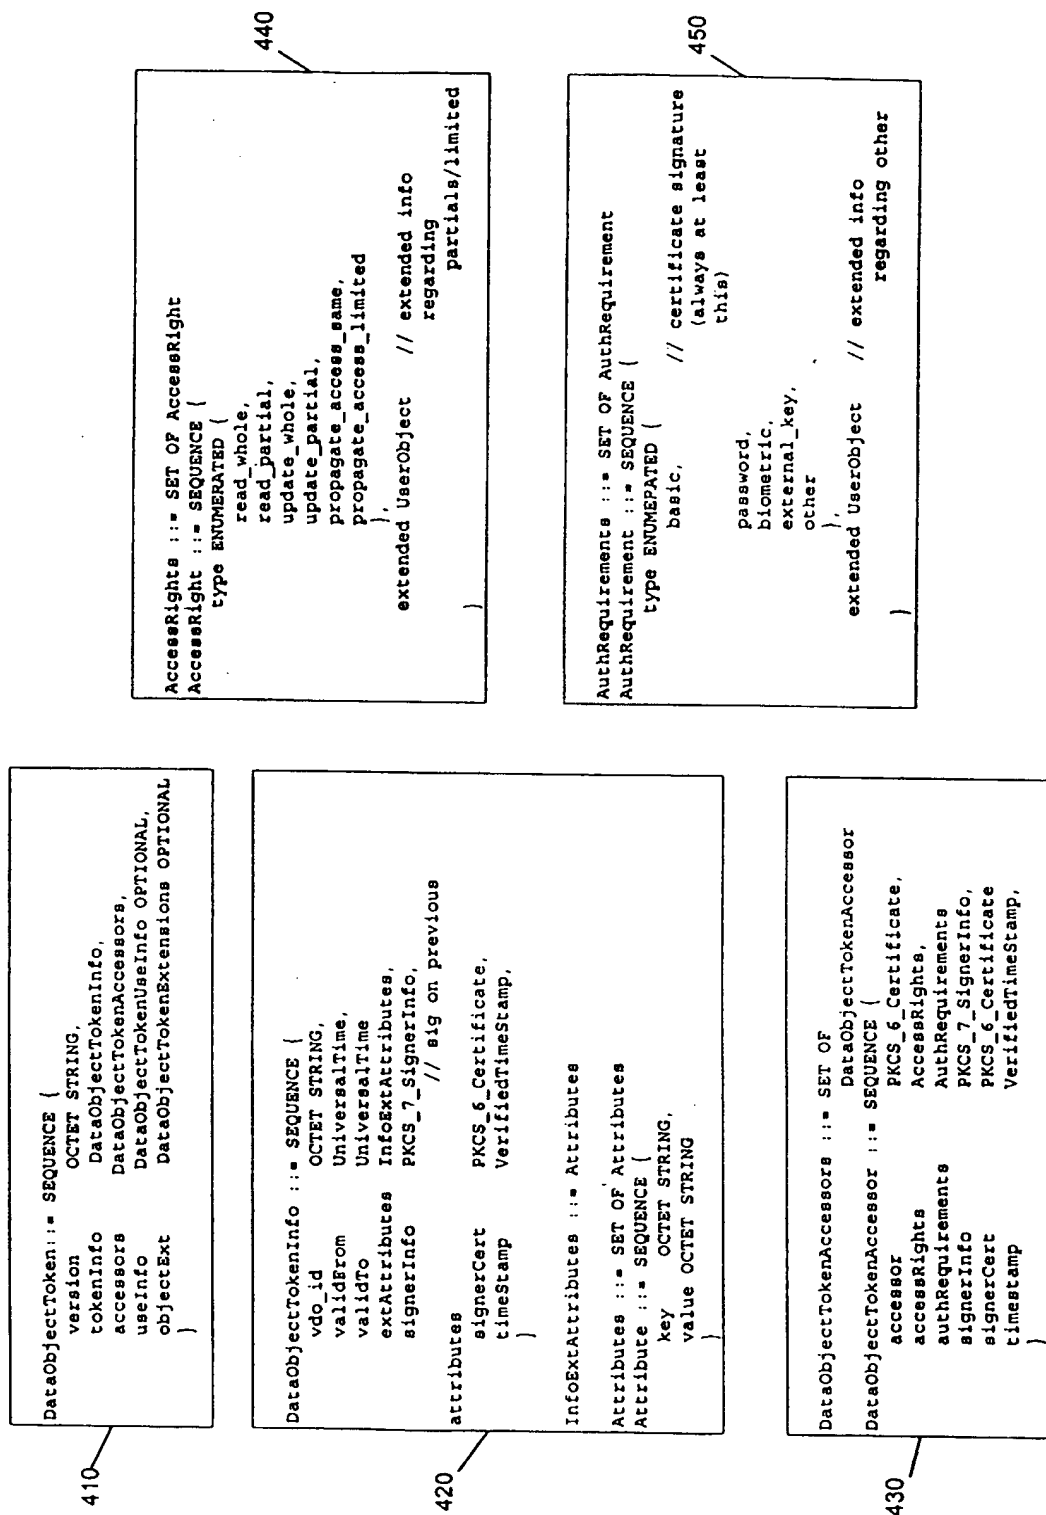 410
DataObjectToken::= SEQUENCE {
version OCTET STRING,
tokenInfo DataObjectTokenInfo,
accessors DataObjectTokenAccessors,
useInfo DataObjectTokenUseInfo OPTIONAL,
objectExt DataObjectTokenExtensions OPTIONAL
}
420
DataObjectTokenInfo ::= SEQUENCE {
vdo_id OCTET STRING,
validFrom UniversalTime,
validTo UniversalTime
extAttributes InfoExtAttributes,
signerInfo PKCS_7_SignerInfo,
// sig on previous
attributes
signerCert PKCS_6_Certificate,
timeStamp VerifiedTimeStamp,
}
InfoExtAttributes ::= Attributes
Attributes ::= SET OF Attributes
Attribute ::= SEQUENCE {
key OCTET STRING,
value OCTET STRING
}
430
DataObjectTokenAccessors ::= SET OF
DataObjectTokenAccessor
DataObjectTokenAccessor ::= SEQUENCE {
accessor PKCS_6_Certificate,
accessRights AccessRights,
authRequirements AuthRequirements
signerInfo PKCS_7_SignerInfo,
signerCert PKCS_6_Certificate
timestamp VerifiedTimeStamp,
}
440
AccessRights ::= SET OF AccessRight
AccessRight ::= SEQUENCE {
type ENUMERATED {
read_whole,
read_partial,
update_whole,
update_partial,
propagate_access_same,
propagate_access_limited
},
extended UserObject // extended info
regarding
partials/limited
}
450
AuthRequirements ::= SET OF AuthRequirement
AuthRequirement ::= SEQUENCE {
type ENUMEPATED {
basic, // certificate signature
(always at least
this)
password,
biometric,
external_key,
other
},
extended UserObject // extended info
regarding other
}